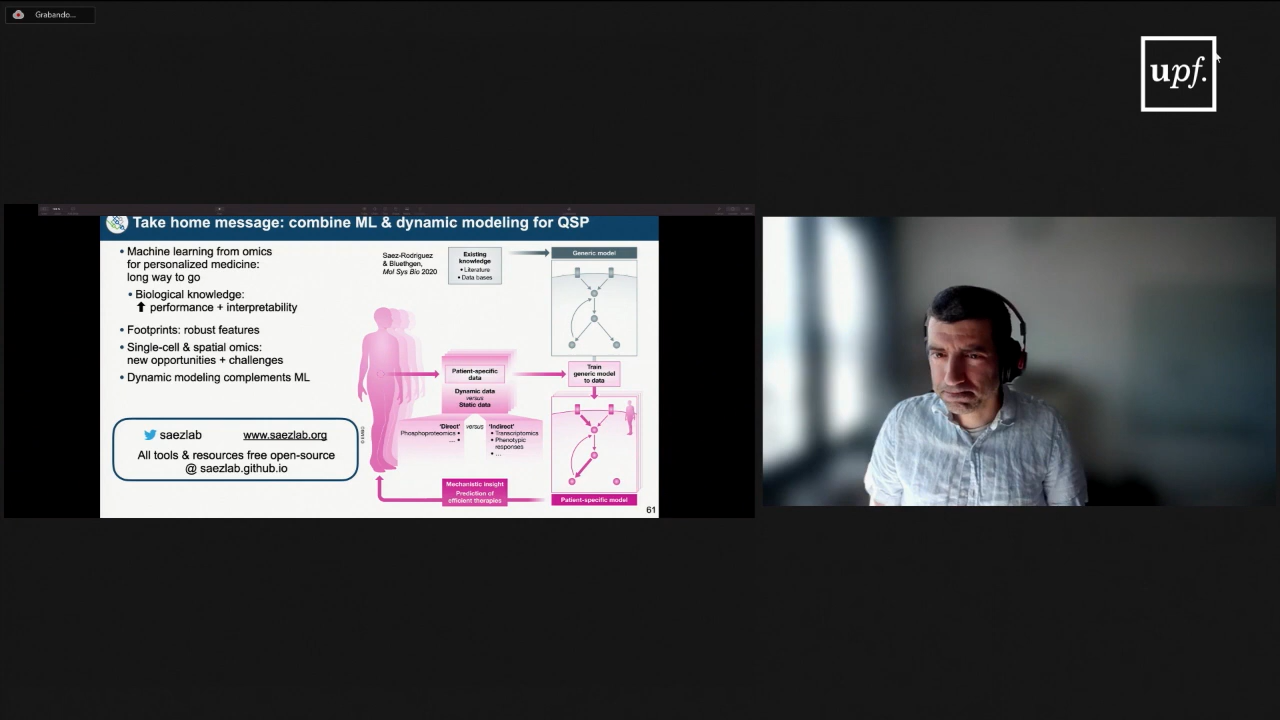 Grabando...
upf.
Take home message: combine ML & dynamic modeling for QSP
• Machine learning from omics
for personalized medicine:
long way to go
• Biological knowledge:
⬆ performance + interpretability
• Footprints: robust features
• Single-cell & spatial omics:
new opportunities + challenges
• Dynamic modeling complements ML
saezlab
www.saezlab.org
All tools & resources free open-source
@ saezlab.github.io
Saez-Rodriguez
& Bluethgen,
Mol Sys Bio 2020
Existing
knowledge
• Literature
• Data bases
Generic model
Patient-specific
data
Dynamic data
versus
Static data
Train
generic model
to data
'Direct'
Phosphoproteomics •
... •
versus
'Indirect'
• Transcriptomics
• Phenotypic
responses
• ...
Mechanistic insight
Prediction of
efficient therapies
Patient-specific model
61